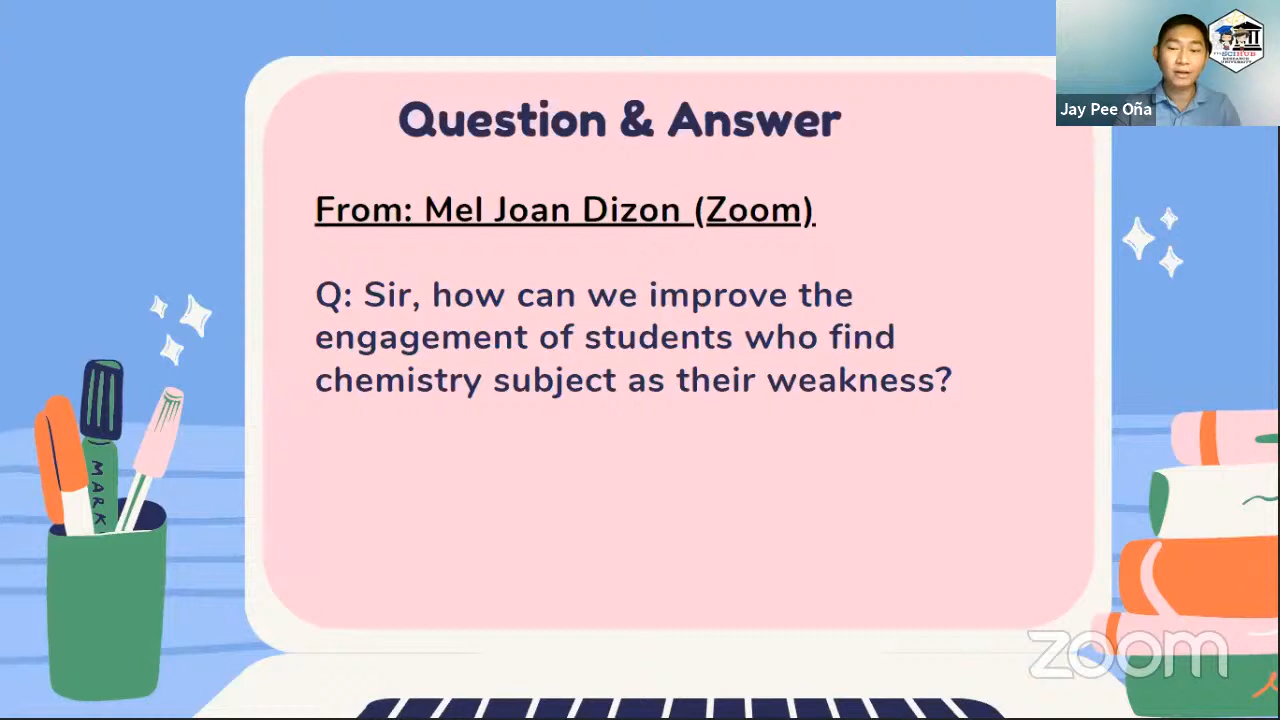 Question & Answer
From: Mel Joan Dizon (Zoom)
Q: Sir, how can we improve the
engagement of students who find
chemistry subject as their weakness?
Jay Pee Oña
SCIHUB
MARK
zoom